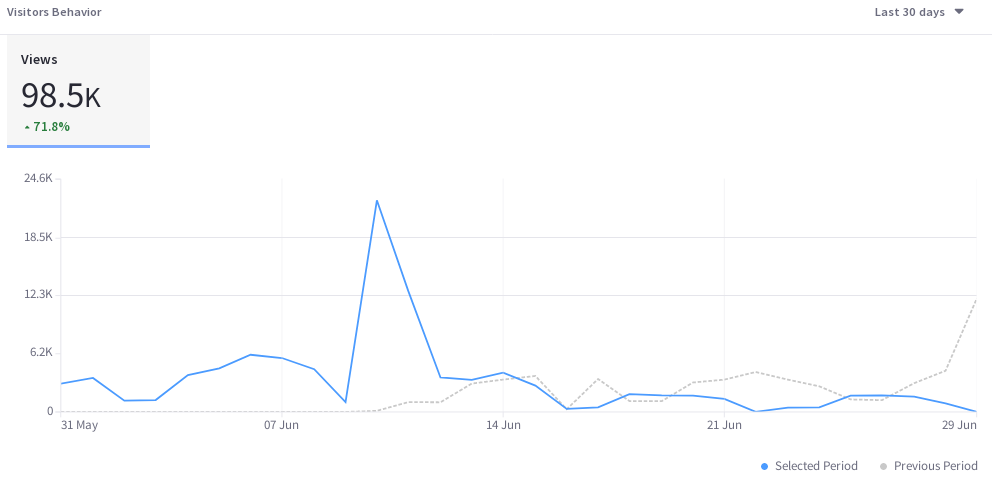 Visitors Behavior
Last 30 days
Views
98.5K
71.8%
24.6K
18.5K
12.3K
6.2K
0
31 May 07 Jun 14 Jun 21 Jun 29 Jun
Selected Period Previous Period